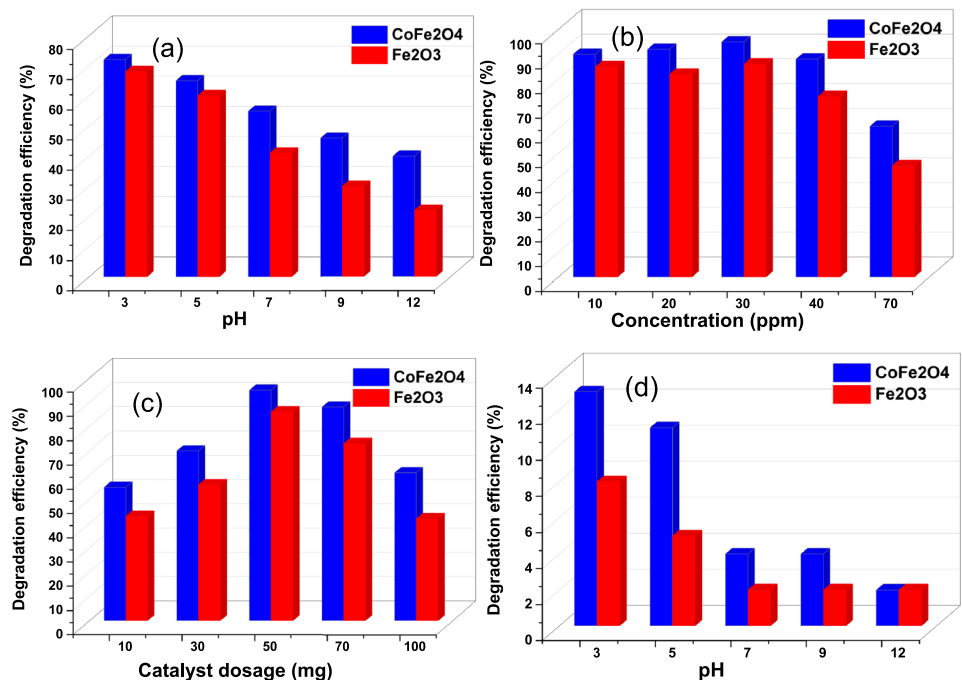 (a)
CoFe2O4
Fe2O3
Degradation efficiency (%)
80
70
60
50
40
30
20
10
0
3 5 7 9 12
pH
(b)
CoFe2O4
Fe2O3
Degradation efficiency (%)
100
90
80
70
60
50
40
30
20
10
0
10 20 30 40 70
Concentration (ppm)
(c)
CoFe2O4
Fe2O3
Degradation efficiency (%)
100
90
80
70
60
50
40
30
20
10
0
10 30 50 70 100
Catalyst dosage (mg)
(d)
CoFe2O4
Fe2O3
Degradation efficiency (%)
14
12
10
8
6
4
2
0
3 5 7 9 12
pH